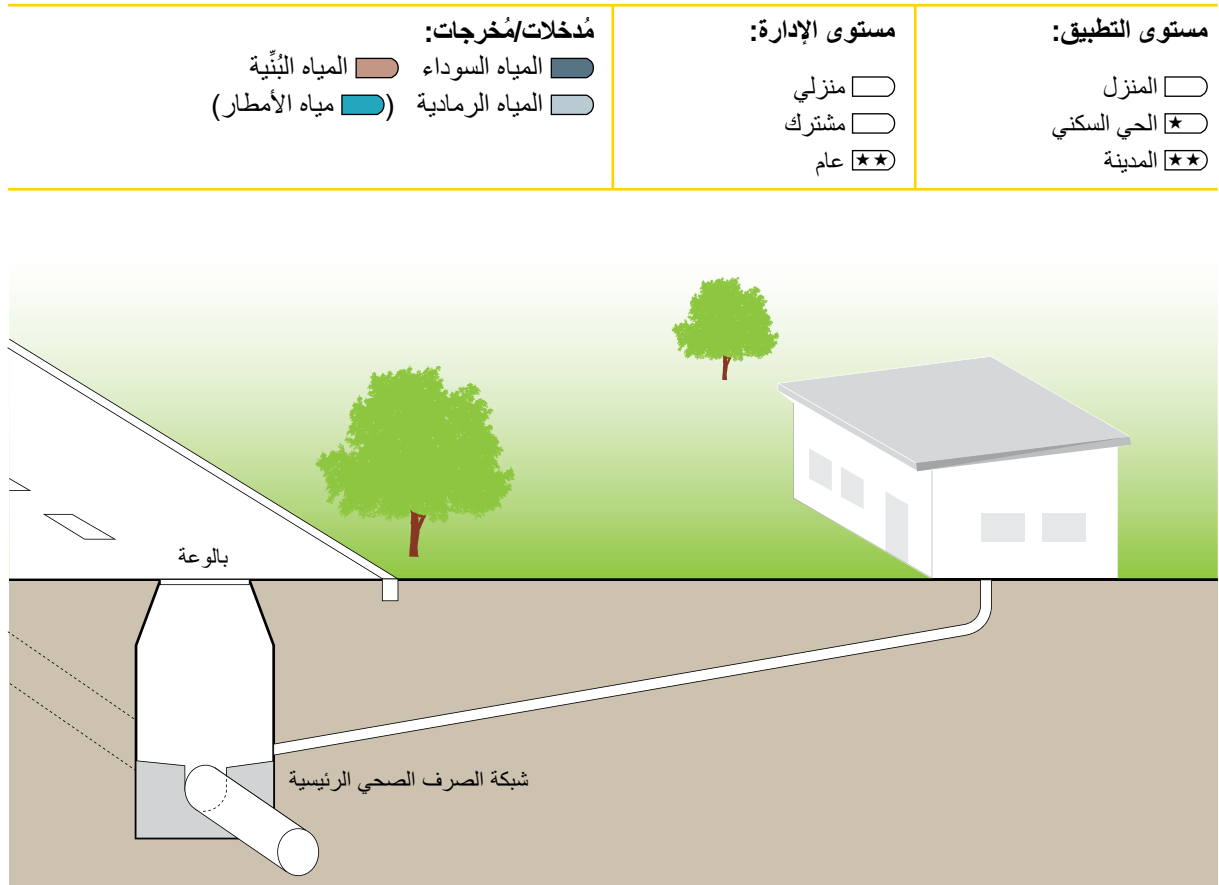 مستوى التطبيق:
المنزل
★ الحي السكني
★★ المدينة
مستوى الإدارة:
منزلي
مشترك
★★ عام
مُدخلات/مُخرجات:
المياه السوداء المياه البُنِّية
المياه الرمادية (مياه الأمطار)
بالوعة
شبكة الصرف الصحي الرئيسية